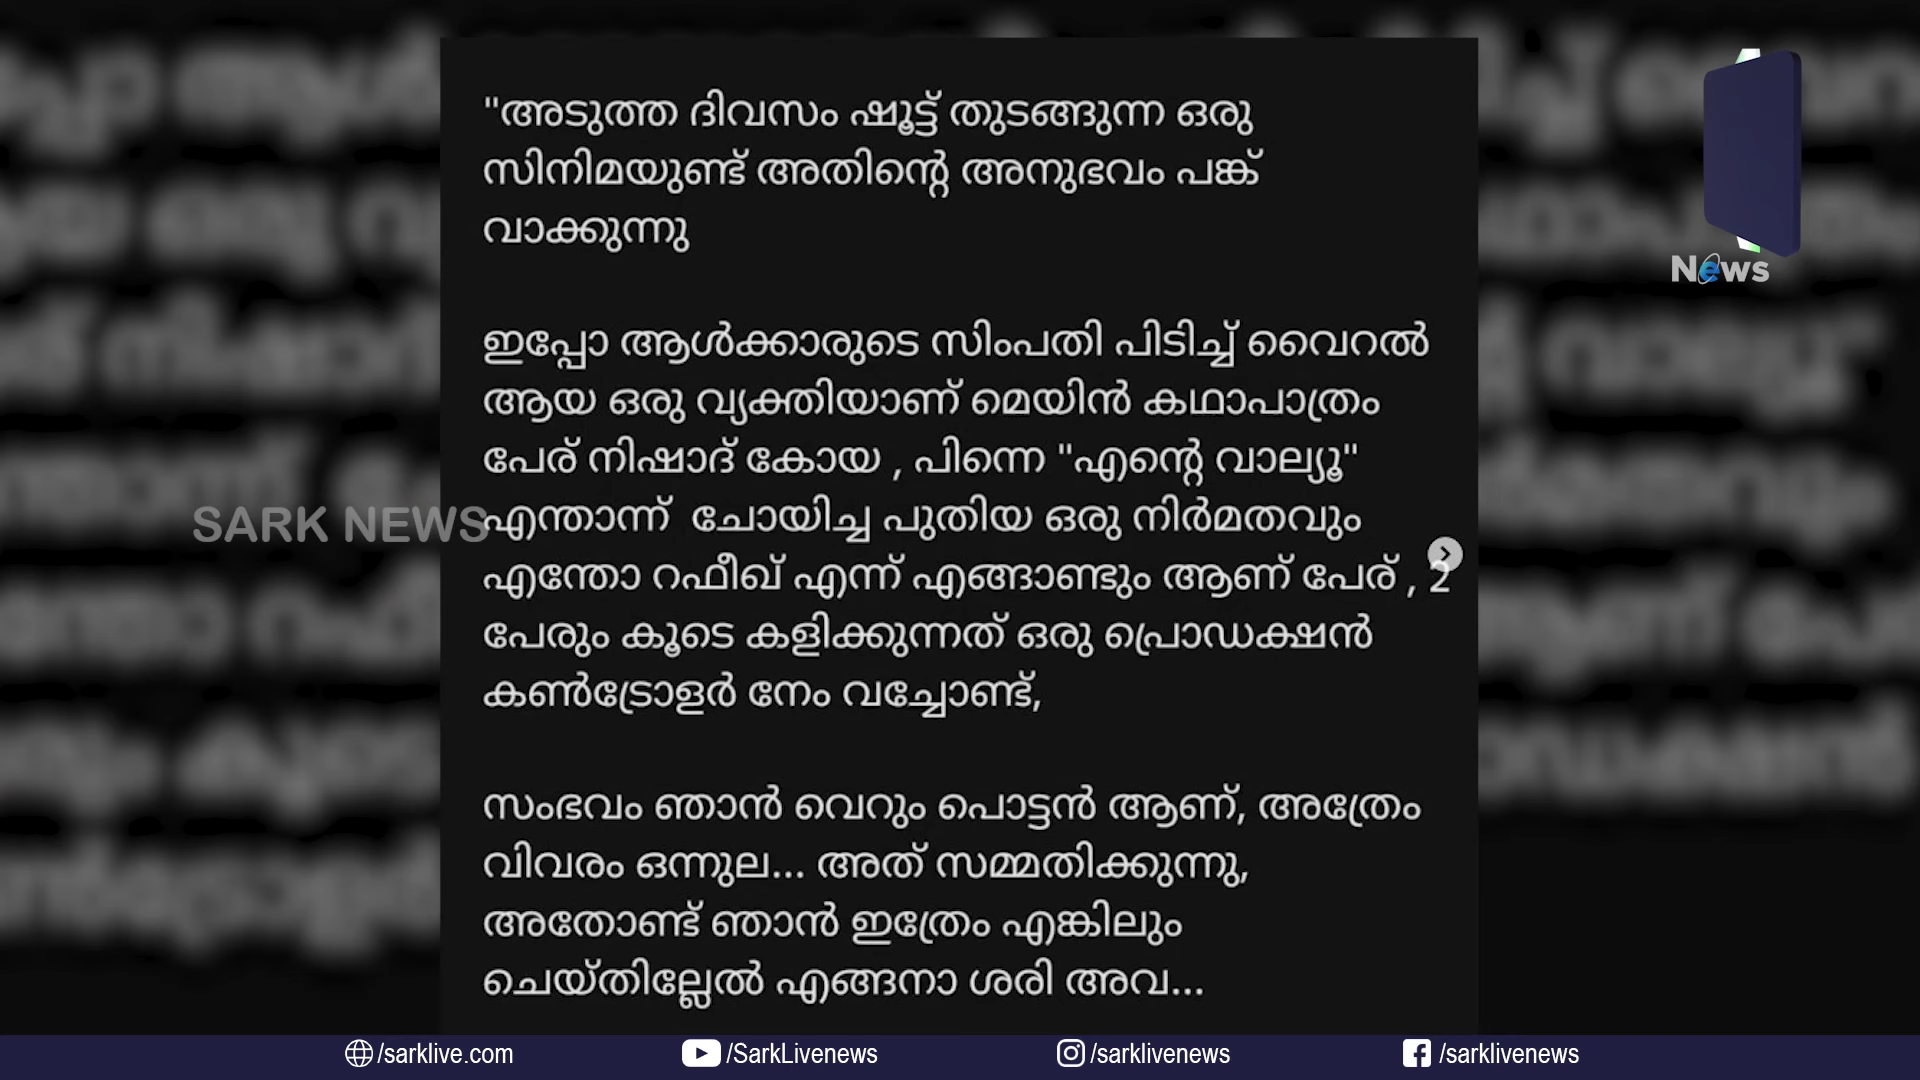 "അടുത്ത ദിവസം ഷൂട്ട് തുടങ്ങുന്ന ഒരു
സിനിമയുണ്ട് അതിന്റെ അനുഭവം പങ്ക്
വാക്കുന്നു
ഇപ്പോ ആൾക്കാരുടെ സിംപതി പിടിച്ച് വൈറൽ
ആയ ഒരു വ്യക്തിയാണ് മെയിൻ കഥാപാത്രം
പേര് നിഷാദ് കോയ , പിന്നെ "എന്റെ വാല്യൂ"
എന്താന്ന് ചോയിച്ച പുതിയ ഒരു നിർമതവും
എന്തോ റഫീഖ് എന്ന് എങ്ങാണ്ടും ആണ് പേര് , 2
പേരും കൂടെ കളിക്കുന്നത് ഒരു പ്രൊഡക്ഷൻ
കൺട്രോളർ നേം വച്ചോണ്ട്,
സംഭവം ഞാൻ വെറും പൊട്ടൻ ആണ്, അത്രേം
വിവരം ഒന്നുല... അത് സമ്മതിക്കുന്നു,
അതോണ്ട് ഞാൻ ഇത്രേം എങ്കിലും
ചെയ്തില്ലേൽ എങ്ങനാ ശരി അവ...
SARK NEWS
News
/sarklive.com
/SarkLivenews
/sarklivenews
/sarklivenews